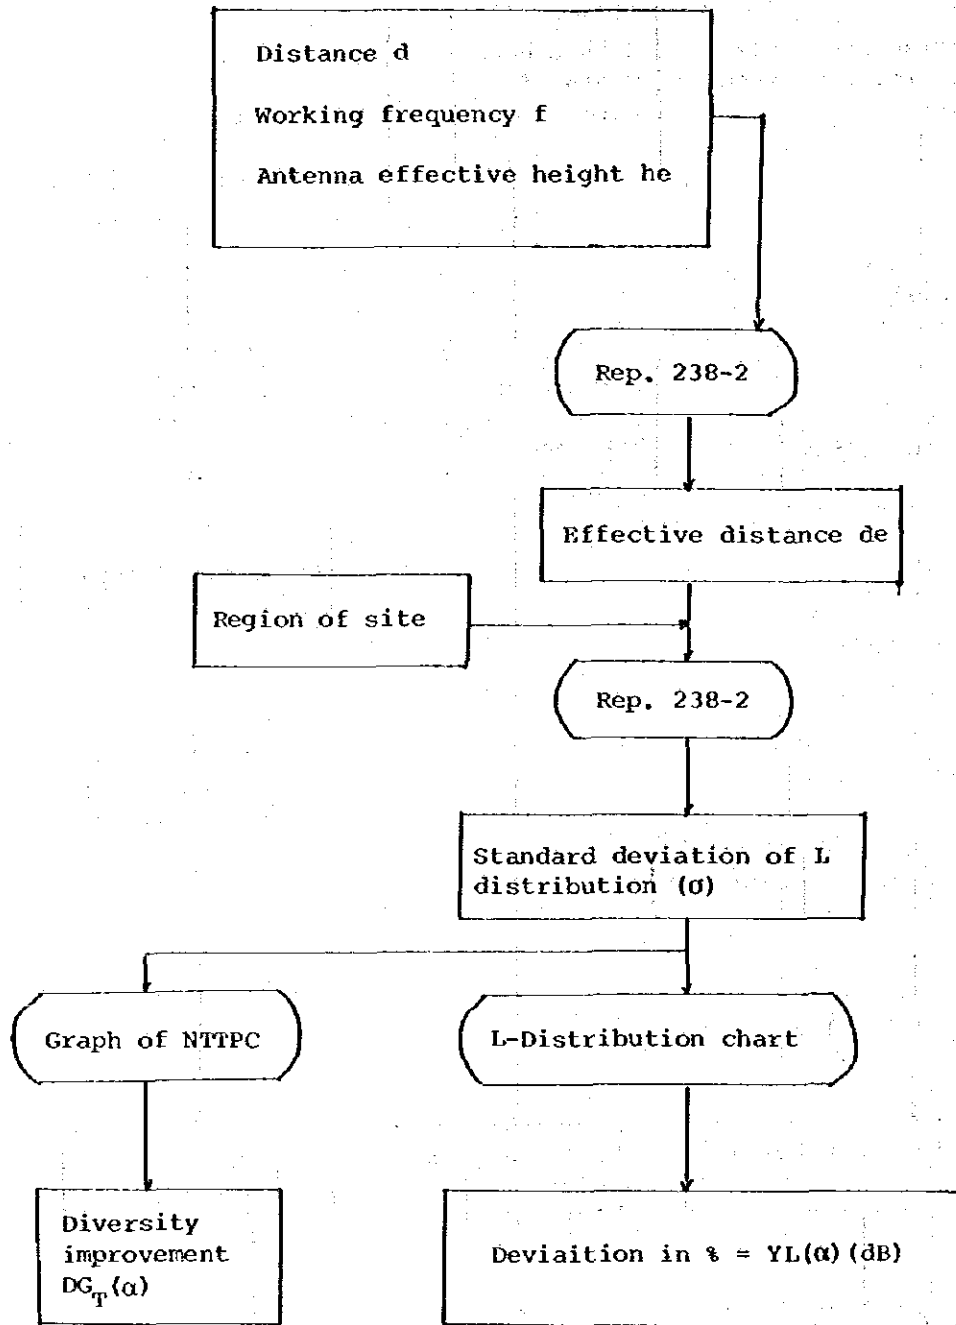 Distance d
Working frequency f
Antenna effective height he
Rep. 238-2
Effective distance de
Region of site
Rep. 238-2
Standard deviation of L
distribution (σ)
Graph of NTTPC
L-Distribution chart
Diversity
improvement
DG_T(α)
Deviaition in % = YL(α)(dB)